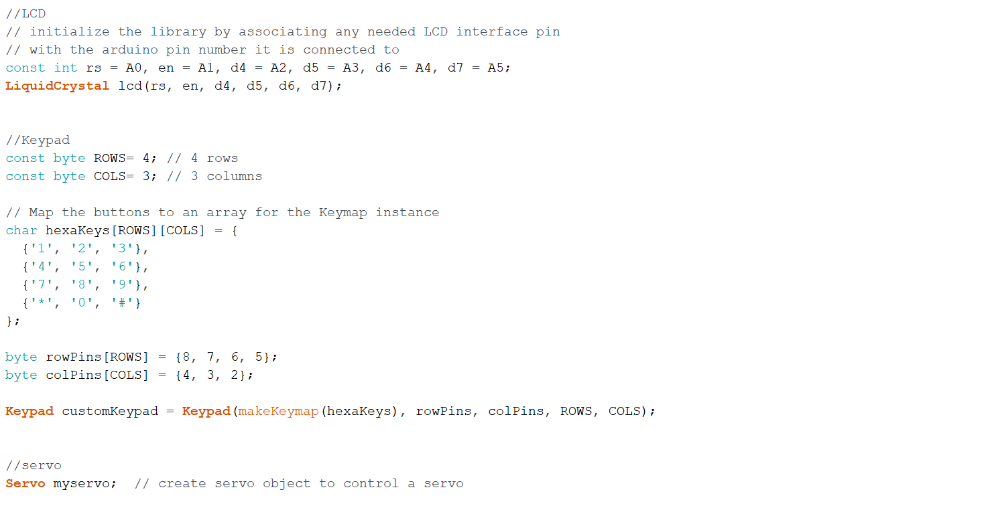 //LCD
// initialize the library by associating any needed LCD interface pin
// with the arduino pin number it is connected to
const int rs = A0, en = A1, d4 = A2, d5 = A3, d6 = A4, d7 = A5;
LiquidCrystal lcd(rs, en, d4, d5, d6, d7);
//Keypad
const byte ROWS= 4; // 4 rows
const byte COLS= 3; // 3 columns
// Map the buttons to an array for the Keymap instance
char hexaKeys[ROWS][COLS] = {
{'1', '2', '3'},
{'4', '5', '6'},
{'7', '8', '9'},
{'*', '0', '#'}
};
byte rowPins[ROWS] = {8, 7, 6, 5};
byte colPins[COLS] = {4, 3, 2};
Keypad customKeypad = Keypad(makeKeymap(hexaKeys), rowPins, colPins, ROWS, COLS);
//servo
Servo myservo;  // create servo object to control a servo